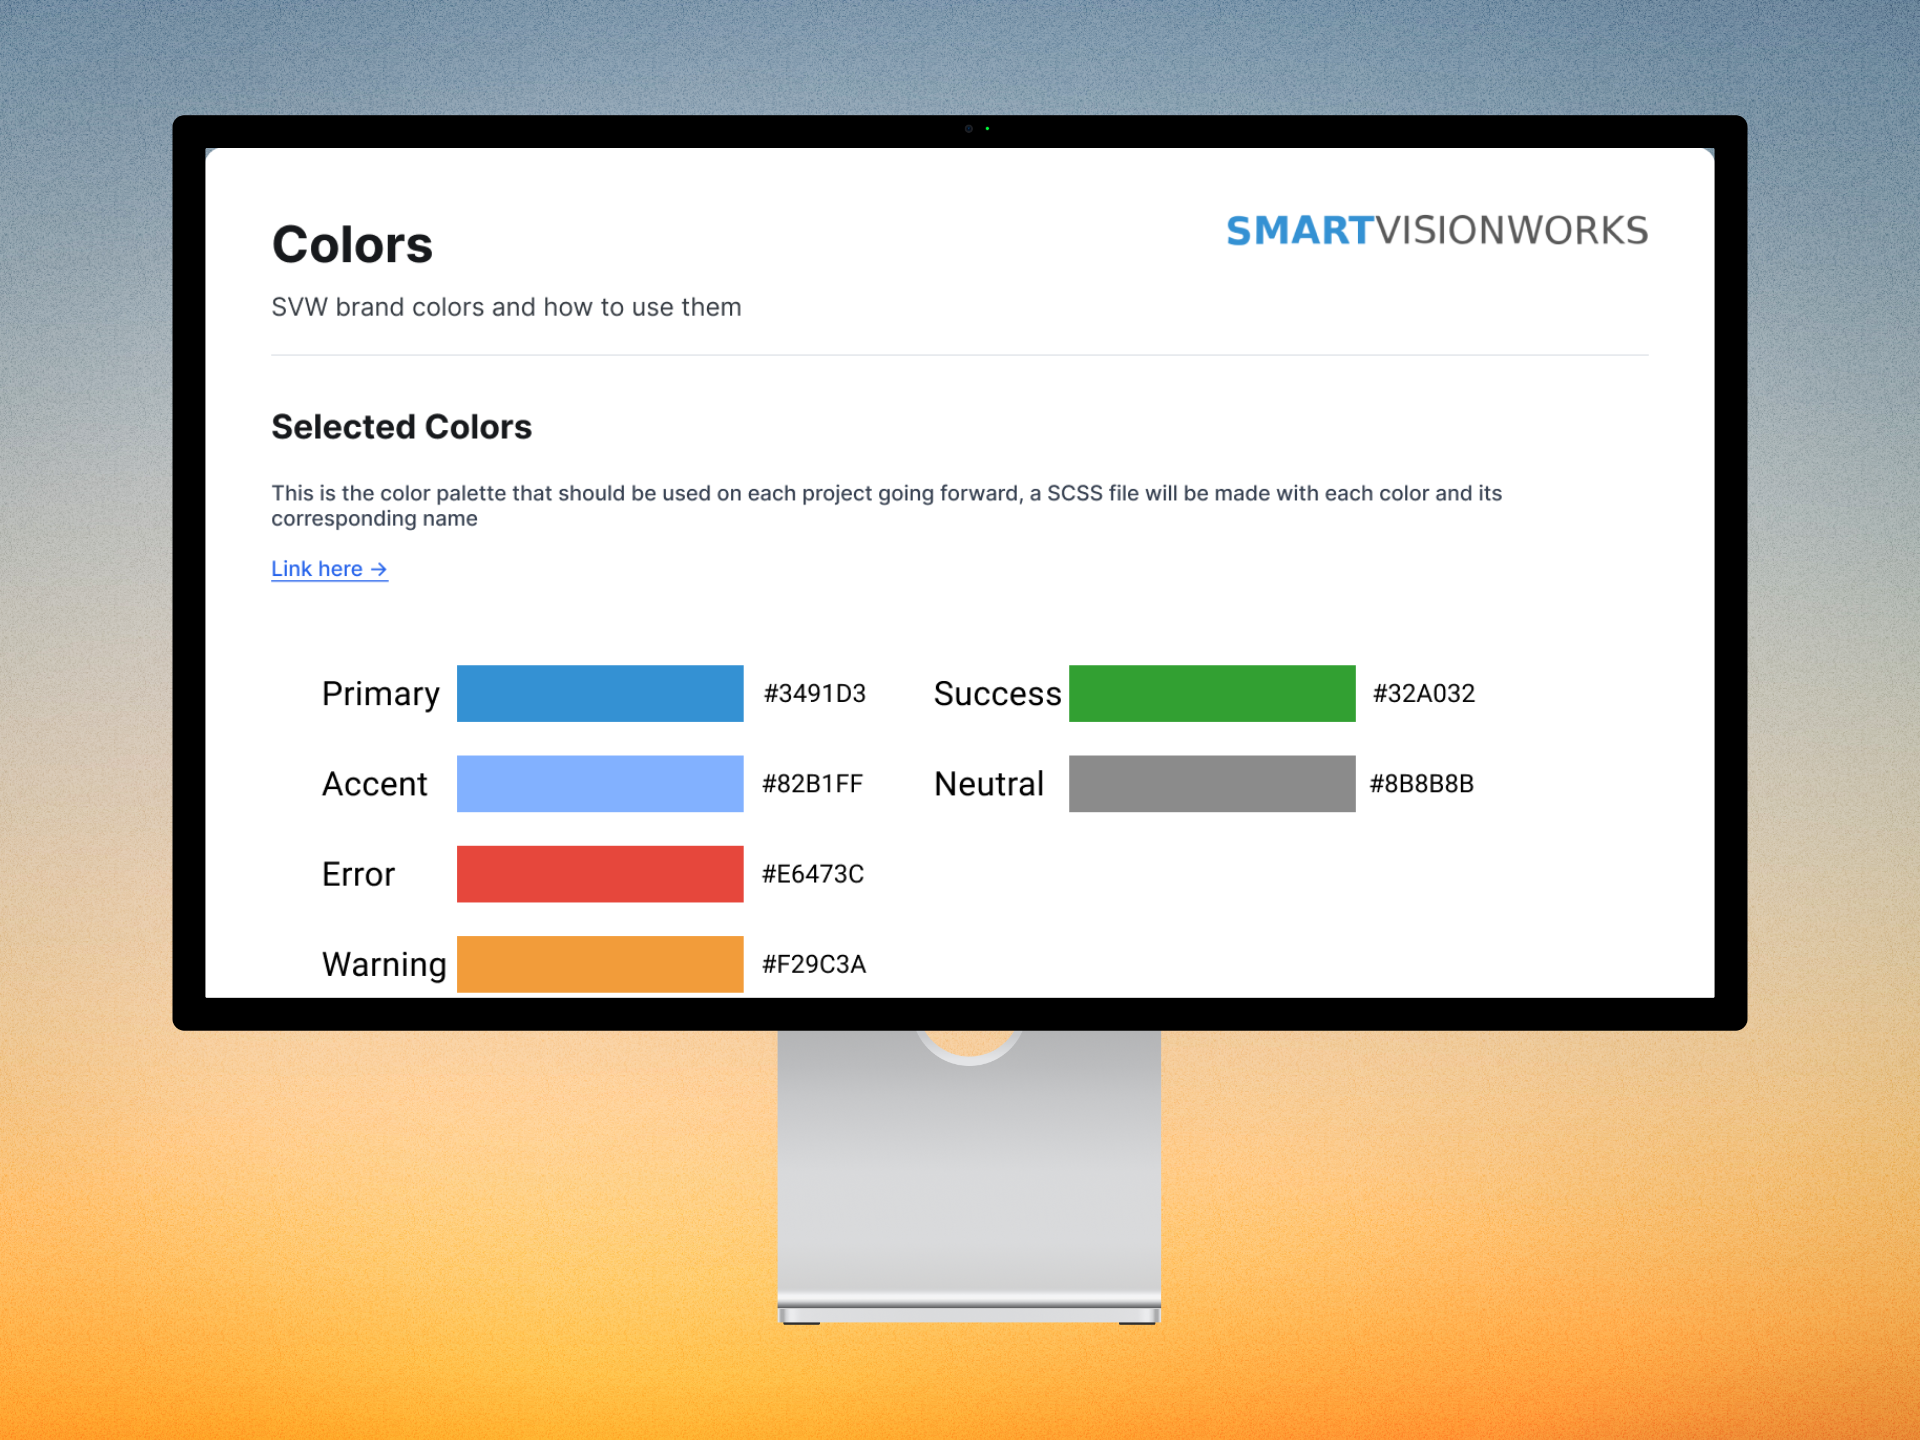 Colors
SMARTVISIONWORKS
SVW brand colors and how to use them
Selected Colors
This is the color palette that should be used on each project going forward, a SCSS file will be made with each color and its
corresponding name
Link here →
Primary #3491D3 Success #32A032
Accent #82B1FF Neutral #8B8B8B
Error #E6473C
Warning #F29C3A